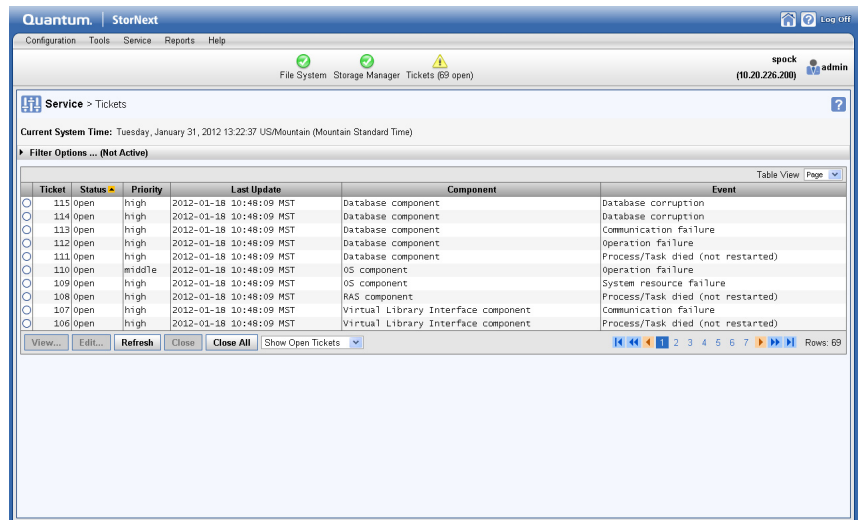 Quantum. | StorNext
Log Off
Configuration Tools Service Reports Help
File System Storage Manager Tickets (69 open)
spock
(10.20.226.200)
admin
Service > Tickets
?
Current System Time: Tuesday, January 31, 2012 13:22:37 US/Mountain (Mountain Standard Time)
Filter Options ... (Not Active)
Table View Page
Ticket Status Priority Last Update Component Event
115 Open high 2012-01-18 10:48:09 MST Database component Database corruption
114 Open high 2012-01-18 10:48:09 MST Database component Database corruption
113 Open high 2012-01-18 10:48:09 MST Database component Communication failure
112 Open high 2012-01-18 10:48:09 MST Database component Operation failure
111 Open high 2012-01-18 10:48:09 MST Database component Process/Task died (not restarted)
110 Open middle 2012-01-18 10:48:09 MST OS component Operation failure
109 Open high 2012-01-18 10:48:09 MST OS component System resource failure
108 Open high 2012-01-18 10:48:09 MST RAS component Process/Task died (not restarted)
107 Open high 2012-01-18 10:48:09 MST Virtual Library Interface component Communication failure
106 Open high 2012-01-18 10:48:09 MST Virtual Library Interface component Process/Task died (not restarted)
View... Edit... Refresh Close Close All Show Open Tickets 1 2 3 4 5 6 7 Rows: 69